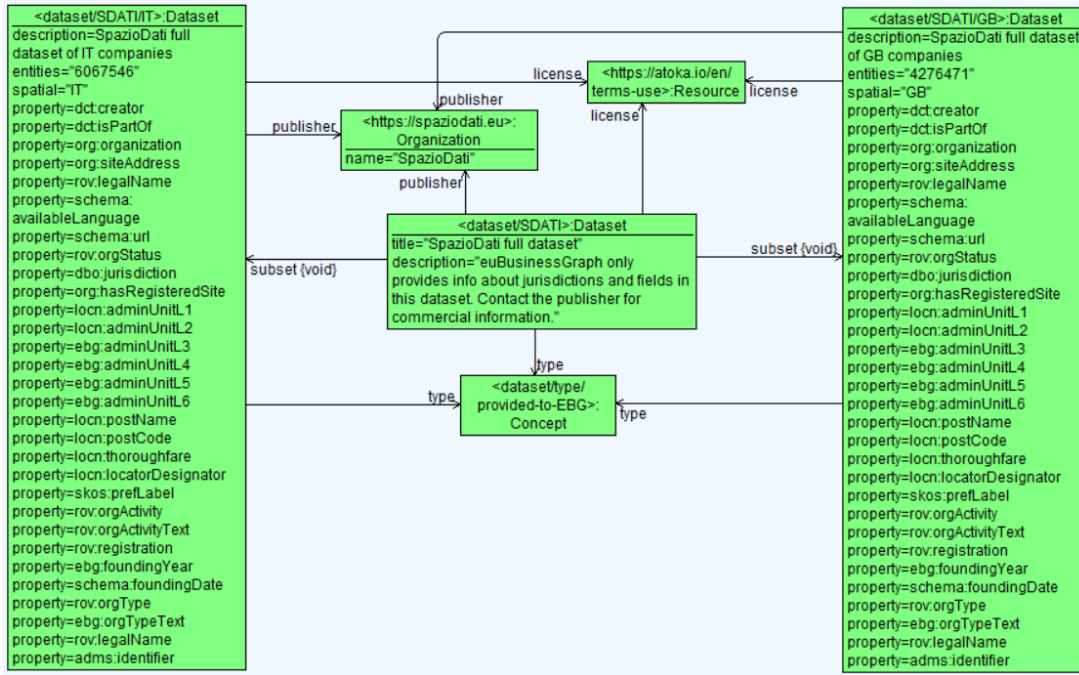 <dataset/SDATI/IT>:Dataset
description=SpazioDati full
dataset of IT companies
entities="6067546"
spatial="IT"
property=dct:creator
property=dct:isPartOf
property=org:organization
property=org:siteAddress
property=rov:legalName
property=schema:
availableLanguage
property=schema:url
property=rov:orgStatus
property=dbo:jurisdiction
property=org:hasRegisteredSite
property=locn:adminUnitL1
property=locn:adminUnitL2
property=ebg:adminUnitL3
property=ebg:adminUnitL4
property=ebg:adminUnitL5
property=ebg:adminUnitL6
property=locn:postName
property=locn:postCode
property=locn:thoroughfare
property=locn:locatorDesignator
property=skos:prefLabel
property=rov:orgActivity
property=rov:orgActivityText
property=rov:registration
property=ebg:foundingYear
property=schema:foundingDate
property=rov:orgType
property=ebg:orgTypeText
property=rov:legalName
property=adms:identifier
license
publisher
publisher
<https://spaziodati.eu>:
Organization
name="SpazioDati"
publisher
<https://atoka.io/en/
terms-use>:Resource
license
license
<dataset/SDATI>:Dataset
title="SpazioDati full dataset"
description="euBusinessGraph only
provides info about jurisdictions and fields in
this dataset. Contact the publisher for
commercial information."
subset {void}
subset {void}
type
<dataset/type/
provided-to-EBG>:
Concept
type
type
<dataset/SDATI/GB>:Dataset
description=SpazioDati full dataset
of GB companies
entities="4276471"
spatial="GB"
property=dct:creator
property=dct:isPartOf
property=org:organization
property=org:siteAddress
property=rov:legalName
property=schema:
availableLanguage
property=schema:url
property=rov:orgStatus
property=dbo:jurisdiction
property=org:hasRegisteredSite
property=locn:adminUnitL1
property=locn:adminUnitL2
property=ebg:adminUnitL3
property=ebg:adminUnitL4
property=ebg:adminUnitL5
property=ebg:adminUnitL6
property=locn:postName
property=locn:postCode
property=locn:thoroughfare
property=locn:locatorDesignator
property=skos:prefLabel
property=rov:orgActivity
property=rov:orgActivityText
property=rov:registration
property=ebg:foundingYear
property=schema:foundingDate
property=rov:orgType
property=ebg:orgTypeText
property=rov:legalName
property=adms:identifier